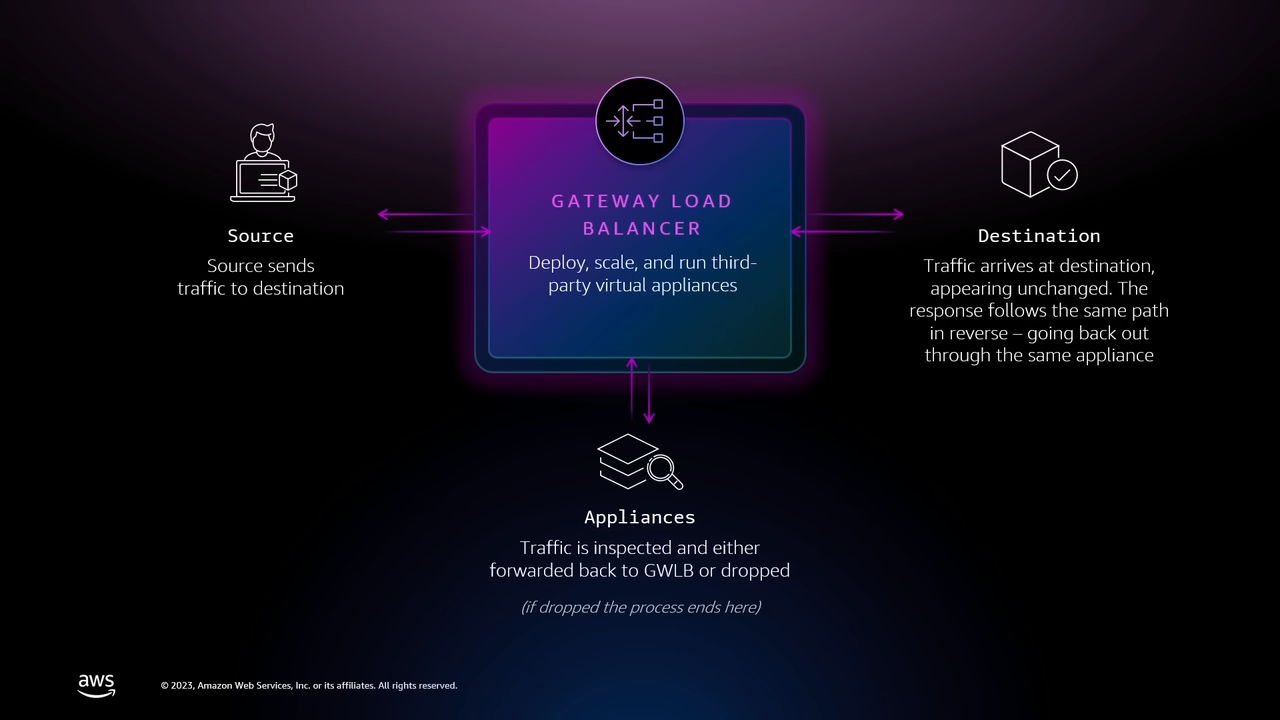 GATEWAY LOAD
BALANCER
Deploy, scale, and run third-
party virtual appliances
Source
Source sends
traffic to destination
Destination
Traffic arrives at destination,
appearing unchanged. The
response follows the same path
in reverse – going back out
through the same appliance
Appliances
Traffic is inspected and either
forwarded back to GWLB or dropped
(if dropped the process ends here)
aws
© 2023, Amazon Web Services, Inc. or its affiliates. All rights reserved.